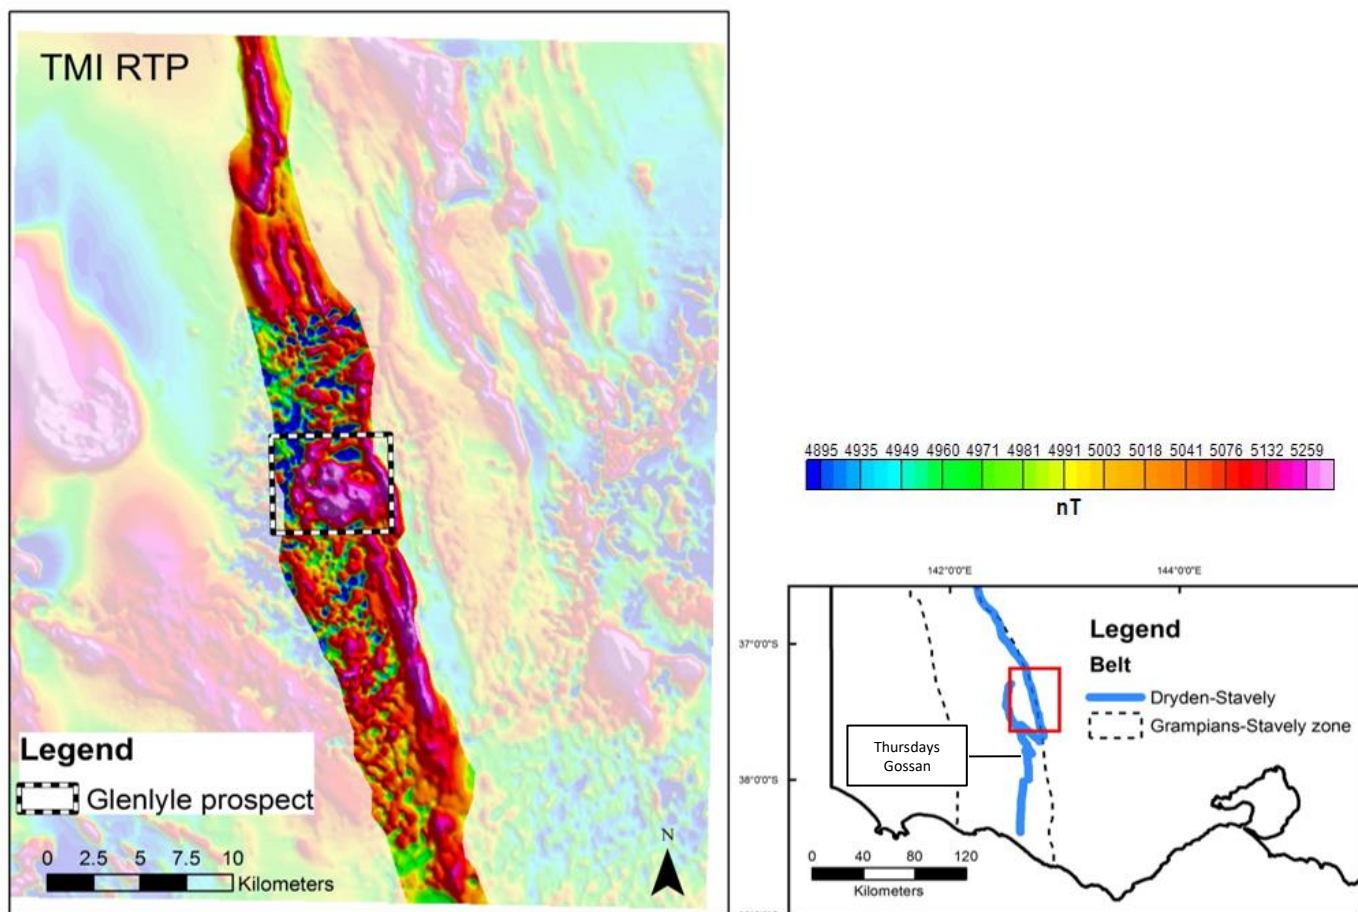 TMI RTP
Legend
Glenlyle prospect
0 2.5 5 7.5 10
Kilometers
N
4895 4935 4949 4960 4971 4981 4991 5003 5018 5041 5076 5132 5259
nT
142°0'0"E 144°0'0"E
37°0'0"S
38°0'0"S
Legend
Belt
Dryden-Stavely
Grampians-Stavely zone
Thursdays
Gossan
0 40 80 120
Kilometers